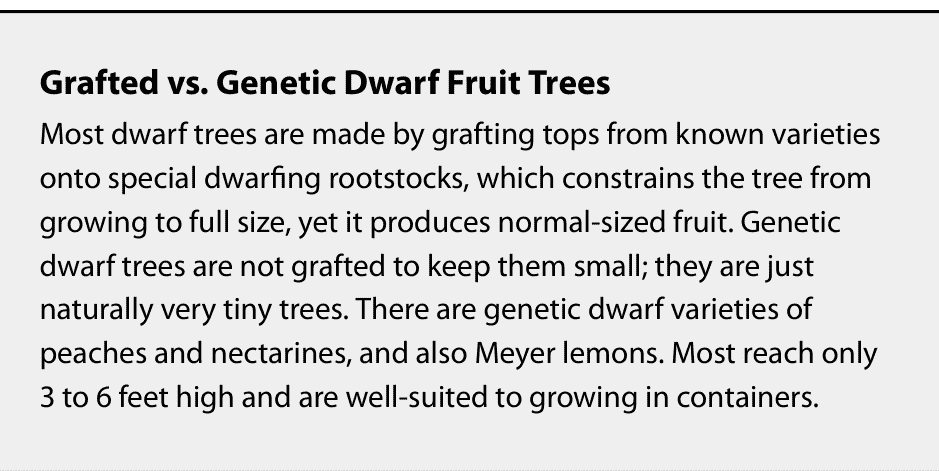 Grafted vs. Genetic Dwarf Fruit Trees
Most dwarf trees are made by grafting tops from known varieties
onto special dwarfing rootstocks, which constrains the tree from
growing to full size, yet it produces normal-sized fruit. Genetic
dwarf trees are not grafted to keep them small; they are just
naturally very tiny trees. There are genetic dwarf varieties of
peaches and nectarines, and also Meyer lemons. Most reach only
3 to 6 feet high and are well-suited to growing in containers.